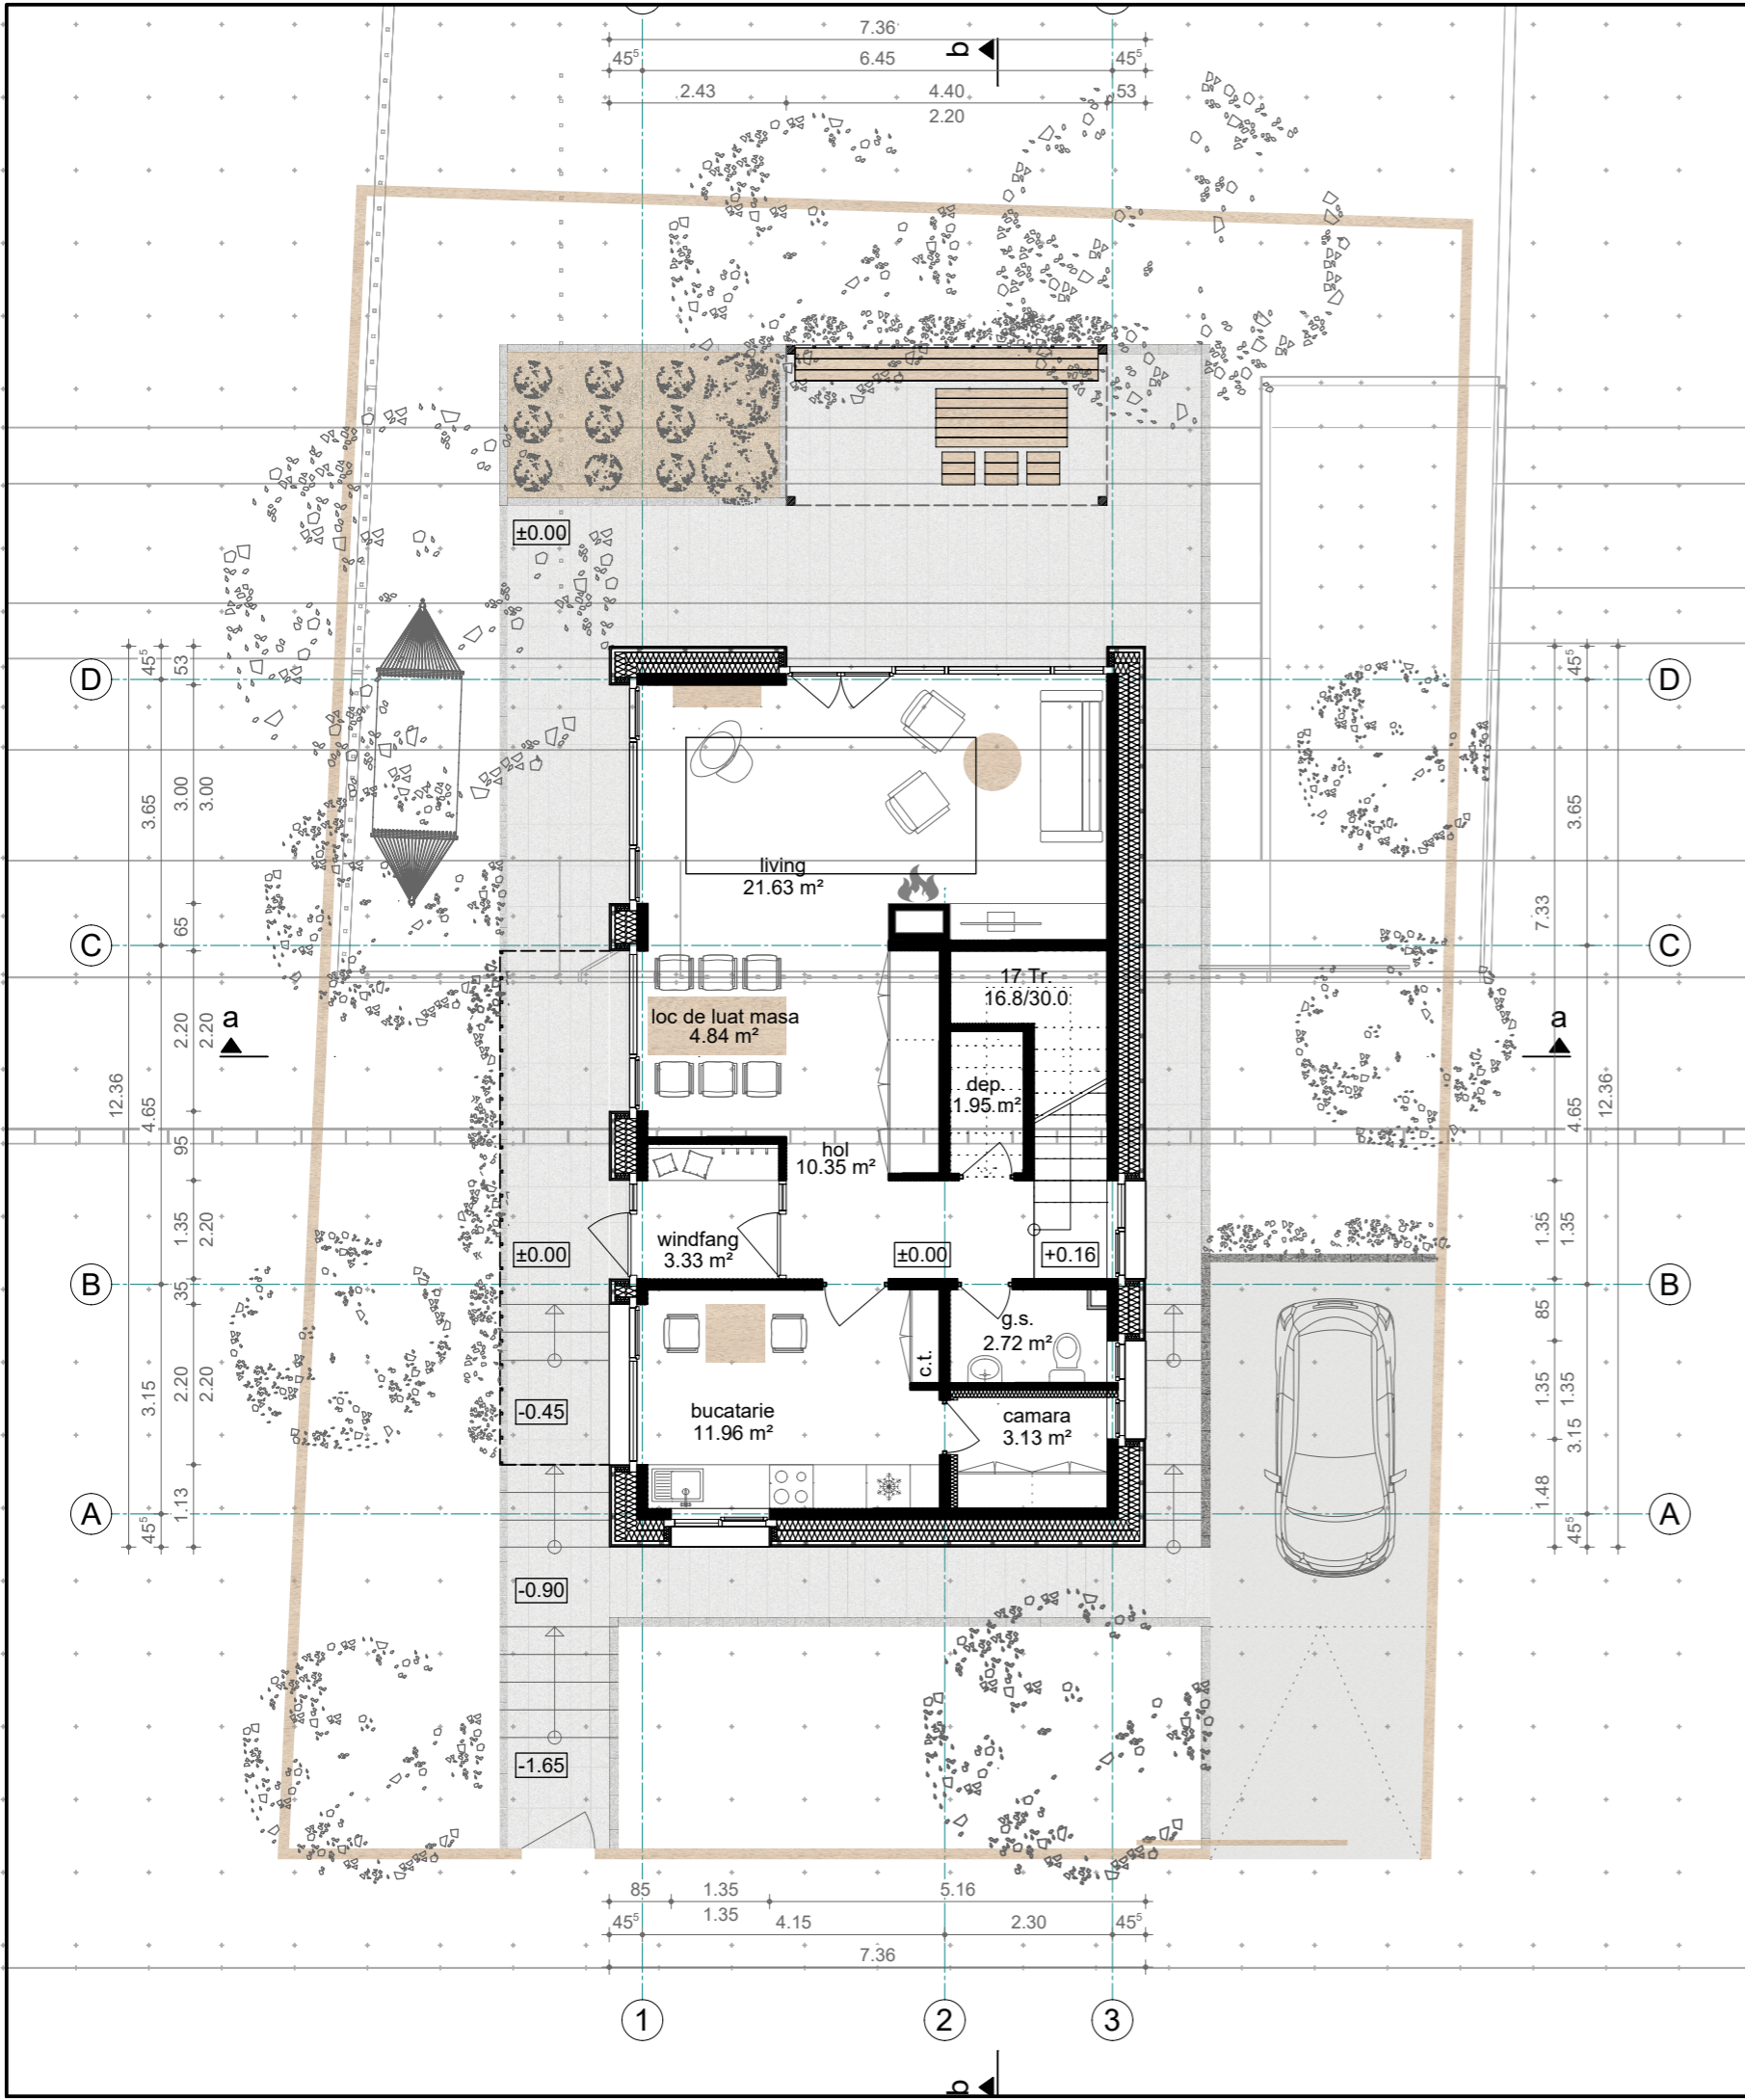 7.36
b
45⁵ 6.45 45⁵
2.43 4.40 53
2.20
±0.00
D
D
45⁵ 53
45⁵
3.65 3.00 3.00
3.65
living
21.63 m²
65
7.33
C
C
17 Tr.
16.8/30.0
a
a
loc de luat masa
4.84 m²
2.20 2.20
dep.
1.95 m²
12.36 4.65
4.65 12.36
95
hol
10.35 m²
1.35 2.20
1.35 1.35
windfang
3.33 m²
±0.00
±0.00
+0.16
B
B
35
85
g.s.
2.72 m²
c.t.
3.15 2.20 2.20
1.35 1.35 3.15
-0.45
bucatarie
11.96 m²
camara
3.13 m²
1.13
1.48
A
A
45⁵
45⁵
-0.90
-1.65
85 1.35 5.16
1.35
45⁵ 4.15 2.30 45⁵
7.36
1 2 3
b